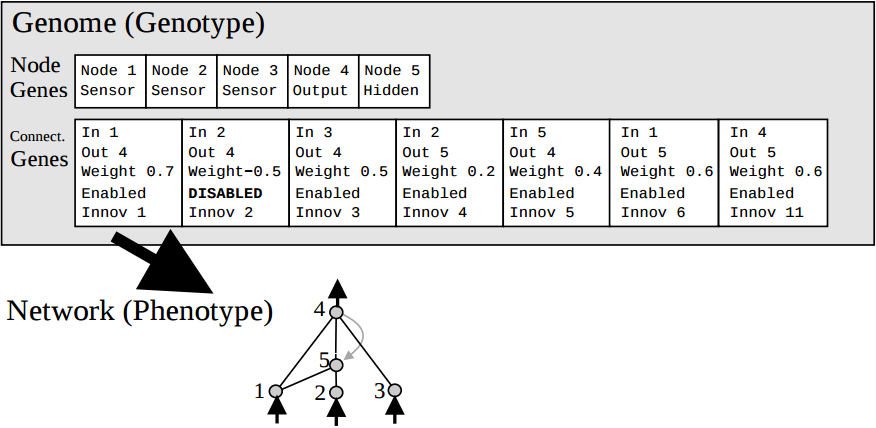 Genome (Genotype)
Node Genes
Node 1 Node 2 Node 3 Node 4 Node 5
Sensor Sensor Sensor Output Hidden
Connect. Genes
In 1 In 2 In 3 In 2 In 5 In 1 In 4
Out 4 Out 4 Out 4 Out 5 Out 4 Out 5 Out 5
Weight 0.7 Weight-0.5 Weight 0.5 Weight 0.2 Weight 0.4 Weight 0.6 Weight 0.6
Enabled DISABLED Enabled Enabled Enabled Enabled Enabled
Innov 1 Innov 2 Innov 3 Innov 4 Innov 5 Innov 6 Innov 11
Network (Phenotype)
4
5
1 2 3